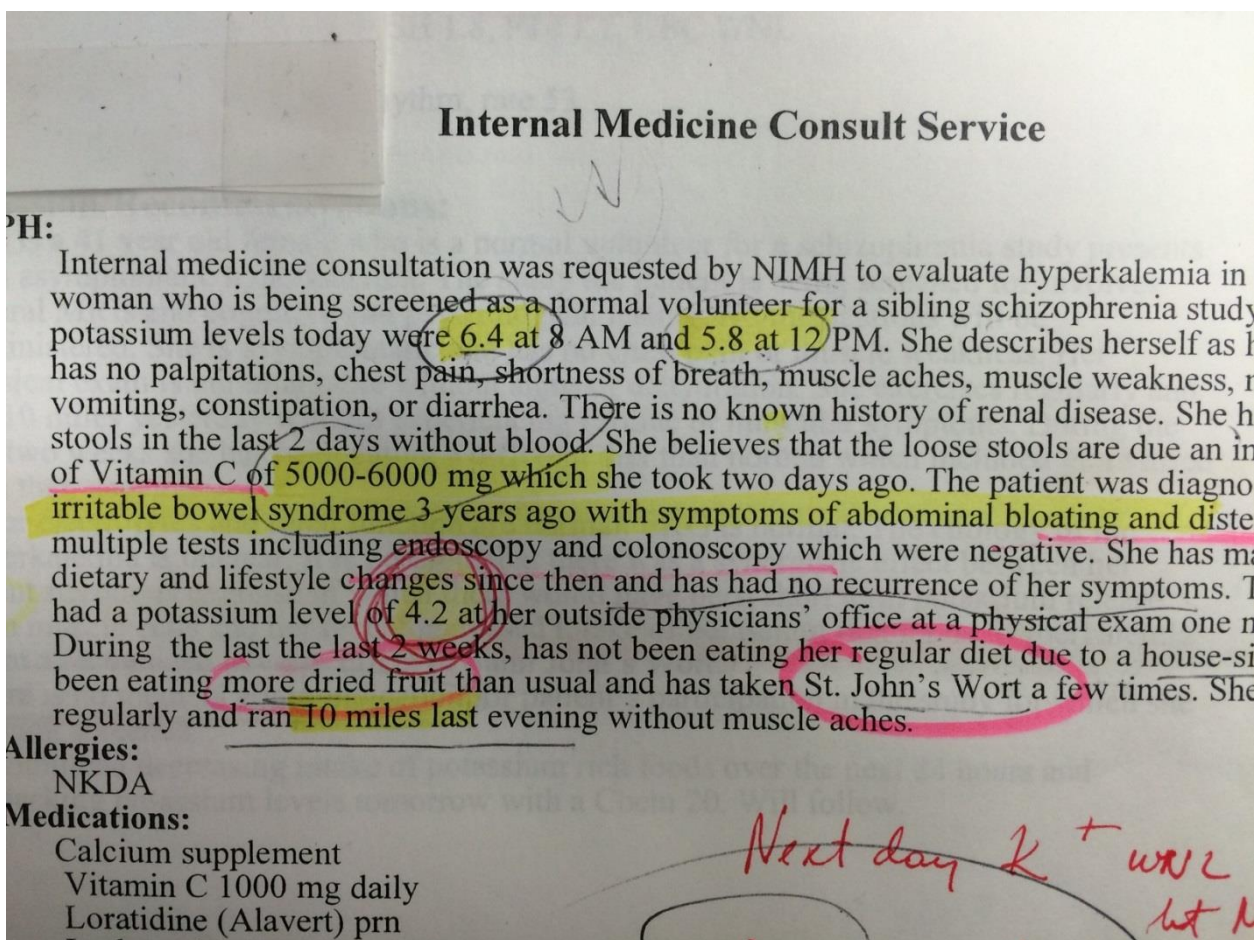 Internal Medicine Consult Service
PH:
Internal medicine consultation was requested by NIMH to evaluate hyperkalemia in
woman who is being screened as a normal volunteer for a sibling schizophrenia study
potassium levels today were 6.4 at 8 AM and 5.8 at 12 PM. She describes herself as
has no palpitations, chest pain, shortness of breath, muscle aches, muscle weakness,
vomiting, constipation, or diarrhea. There is no known history of renal disease. She
stools in the last 2 days without blood. She believes that the loose stools are due an
of Vitamin C of 5000-6000 mg which she took two days ago. The patient was
irritable bowel syndrome 3 years ago with symptoms of abdominal bloating and
multiple tests including endoscopy and colonoscopy which were negative. She has
dietary and lifestyle changes since then and has had no recurrence of her symptoms.
had a potassium level of 4.2 at her outside physicians' office at a physical exam one
During the last the last 2 weeks, has not been eating her regular diet due to a
been eating more dried fruit than usual and has taken St. John's Wort a few times. She
regularly and ran 10 miles last evening without muscle aches.
Allergies:
NKDA
Medications:
Calcium supplement
Vitamin C 1000 mg daily
Loratidine (Alavert) prn
Next day K+ WNL